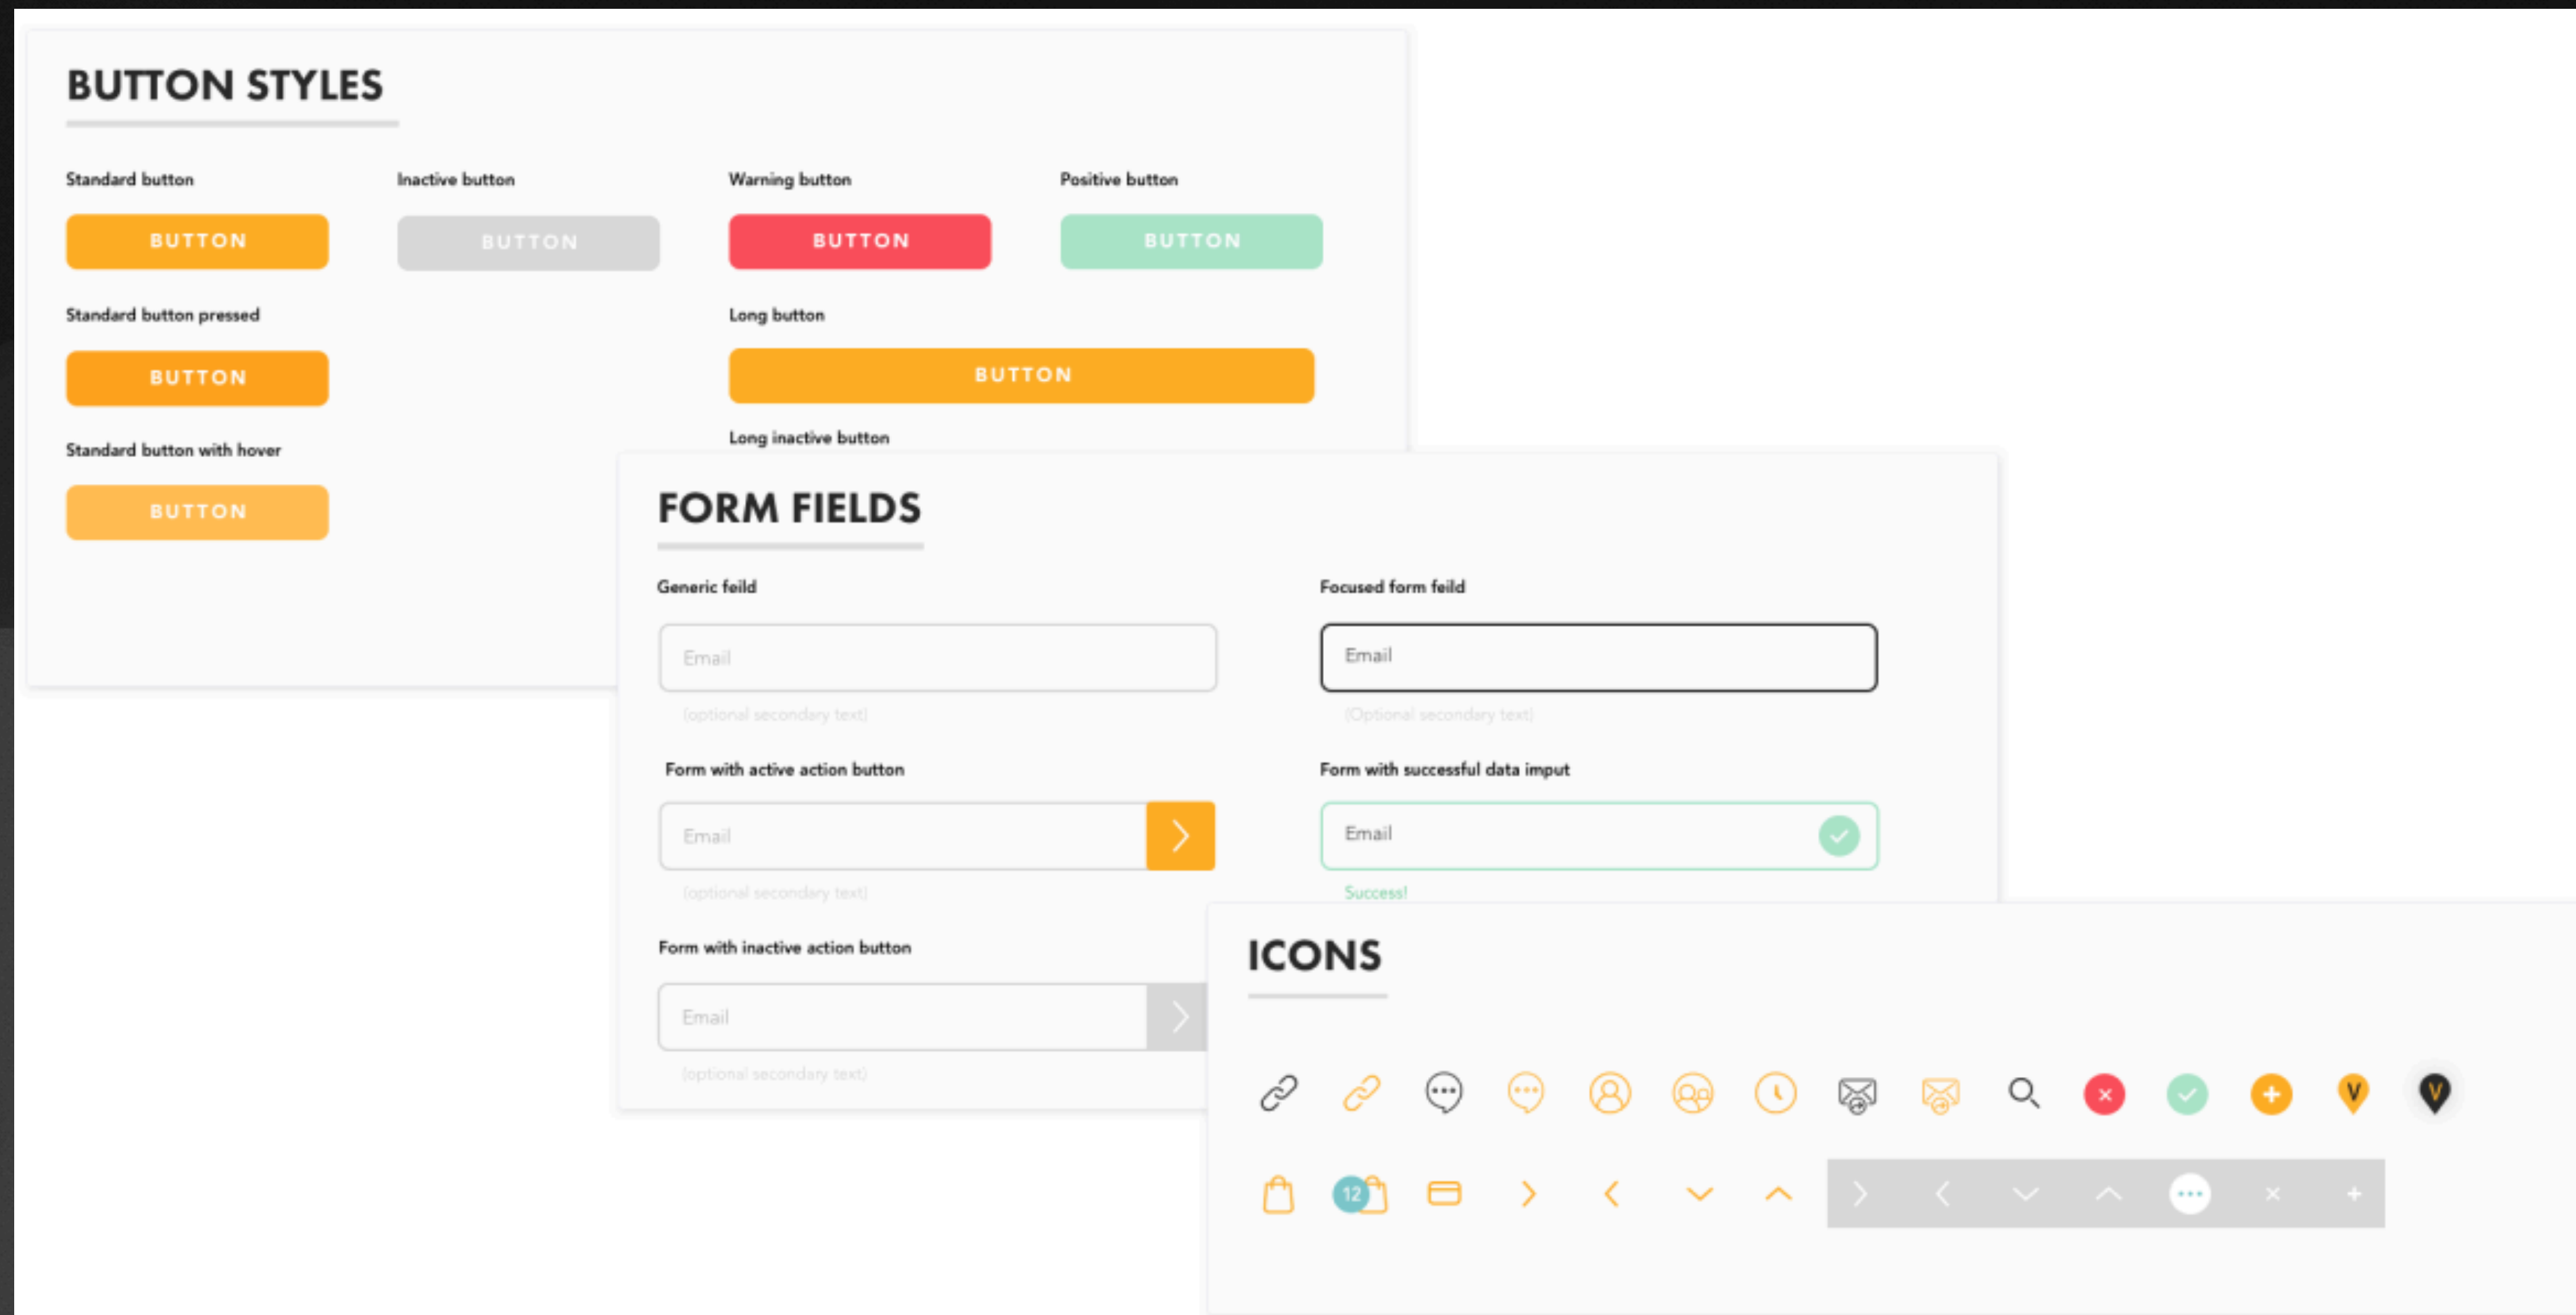 BUTTON STYLES
Standard button
Inactive button
Warning button
Positive button
BUTTON
BUTTON
BUTTON
BUTTON
Standard button pressed
Long button
BUTTON
BUTTON
Standard button with hover
Long inactive button
BUTTON
FORM FIELDS
Generic feild
Focused form feild
Email
Email
(optional secondary text)
(Optional secondary text)
Form with active action button
Form with successful data imput
Email
Email
(optional secondary text)
Success!
Form with inactive action button
Email
(optional secondary text)
ICONS
V
V
12